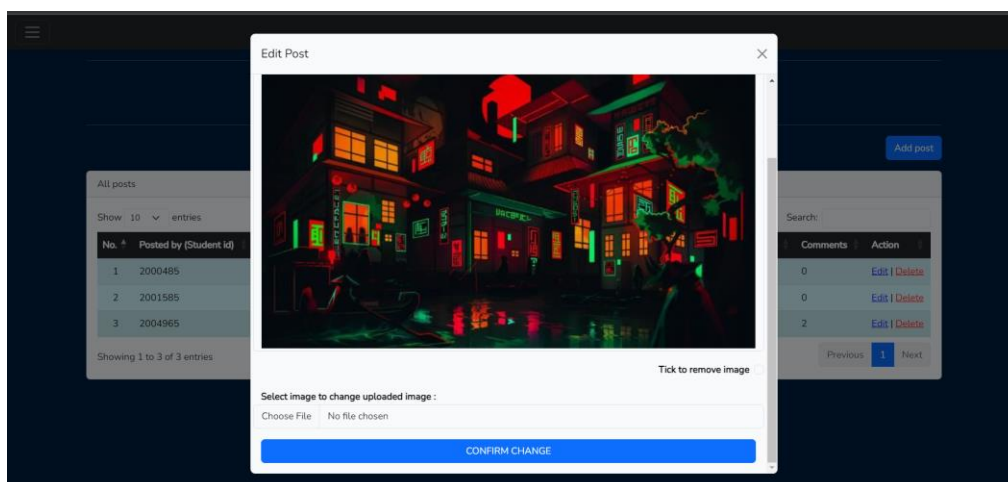 Edit Post
Add post
All posts
Show 10 entries
Search:
No. Posted by (Student id) Comments Action
1 2000485 0 Edit | Delete
2 2001585 0 Edit | Delete
3 2004965 2 Edit | Delete
Showing 1 to 3 of 3 entries
Previous 1 Next
Tick to remove image
Select image to change uploaded image :
Choose File No file chosen
CONFIRM CHANGE